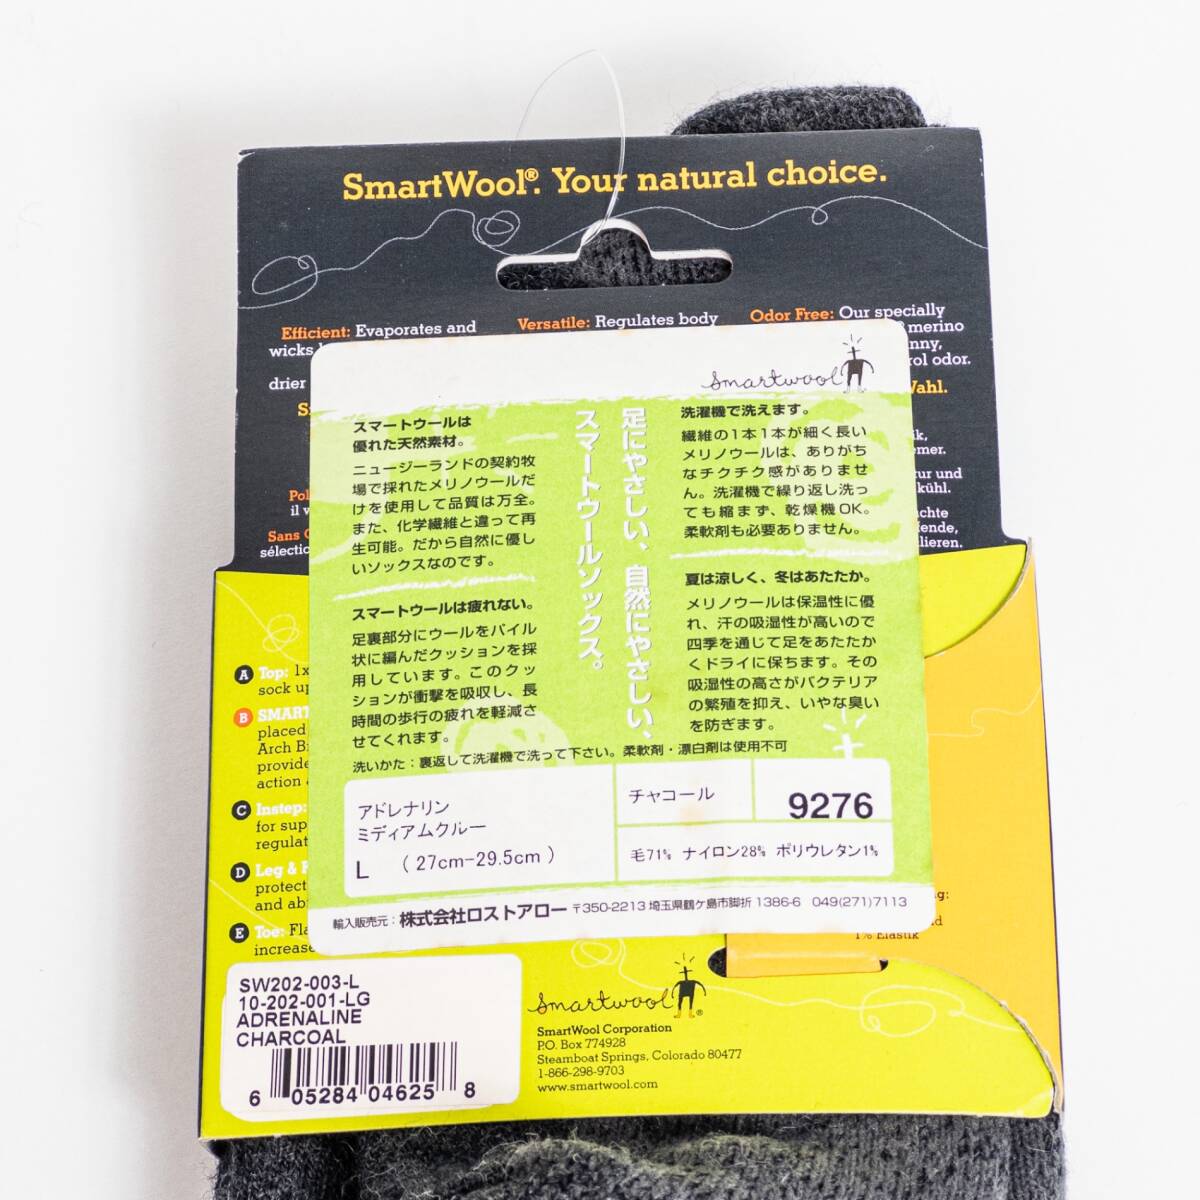 SmartWool®. Your natural choice.
Efficient: Evaporates and
wicks
drier
Versatile: Regulates body
Odor Free: Our specially
merino
odor.
smartwool
スマートウールは
優れた天然素材。
ニュージーランドの契約牧
場で採れたメリノウールだ
けを使用して品質は万全。
また、化学繊維と違って再
生可能。だから自然に優し
いソックスなのです。
スマートウールは疲れない。
足裏部分にウールをパイル
状に編んだクッションを採
用しています。このクッ
ションが衝撃を吸収し、長
時間の歩行の疲れを軽減さ
せてくれます。
足にやさしい、自然にやさしい、
スマートウールソックス。
洗濯機で洗えます。
繊維の1本1本が細く長い
メリノウールは、ありがち
なチクチク感がありませ
ん。洗濯機で繰り返し洗っ
ても縮まず、乾燥機OK。
柔軟剤も必要ありません。
夏は涼しく、冬はあたたか。
メリノウールは保温性に優
れ、汗の吸湿性が高いので
四季を通じて足をあたたか
くドライに保ちます。その
吸湿性の高さがバクテリア
の繁殖を抑え、いやな臭い
を防ぎます。
洗いかた：裏返して洗濯機で洗って下さい。柔軟剤・漂白剤は使用不可
アドレナリン
ミディアムクルー
L （27cm-29.5cm）
チャコール
9276
毛71% ナイロン28% ポリウレタン1%
輸入販売元：株式会社ロストアロー 〒350-2213 埼玉県鶴ヶ島市脚折 1386-6 049(271)7113
und
kühl.
lieren.
A Top:
sock up
B SMART
placed
Arch
provide
action
C Instep:
for
D Leg &
and
E Toe:
increase
1% Elastik
SW202-003-L
10-202-001-LG
ADRENALINE
CHARCOAL
6 05284 04625 8
smartwool®
SmartWool Corporation
P.O. Box 774928
Steamboat Springs, Colorado 80477
1-866-298-9703
www.smartwool.com